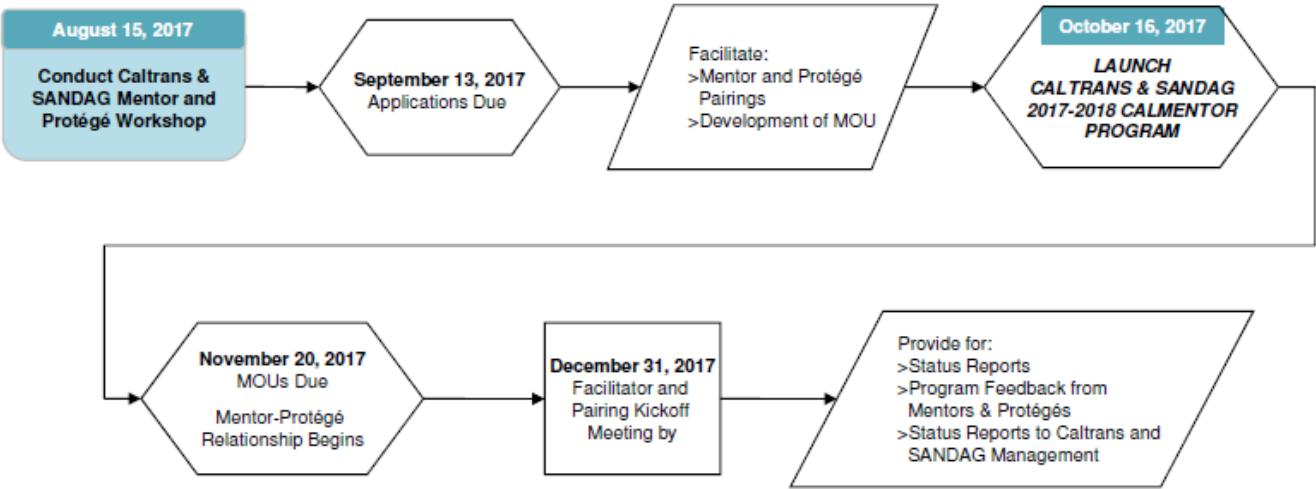 August 15, 2017
Conduct Caltrans &
SANDAG Mentor and
Protégé Workshop
September 13, 2017
Applications Due
Facilitate:
>Mentor and Protégé
Pairings
>Development of MOU
October 16, 2017
LAUNCH
CALTRANS & SANDAG
2017-2018 CALMENTOR
PROGRAM
November 20, 2017
MOUs Due
Mentor-Protégé
Relationship Begins
December 31, 2017
Facilitator and
Pairing Kickoff
Meeting by
Provide for:
>Status Reports
>Program Feedback from
Mentors & Protégés
>Status Reports to Caltrans and
SANDAG Management